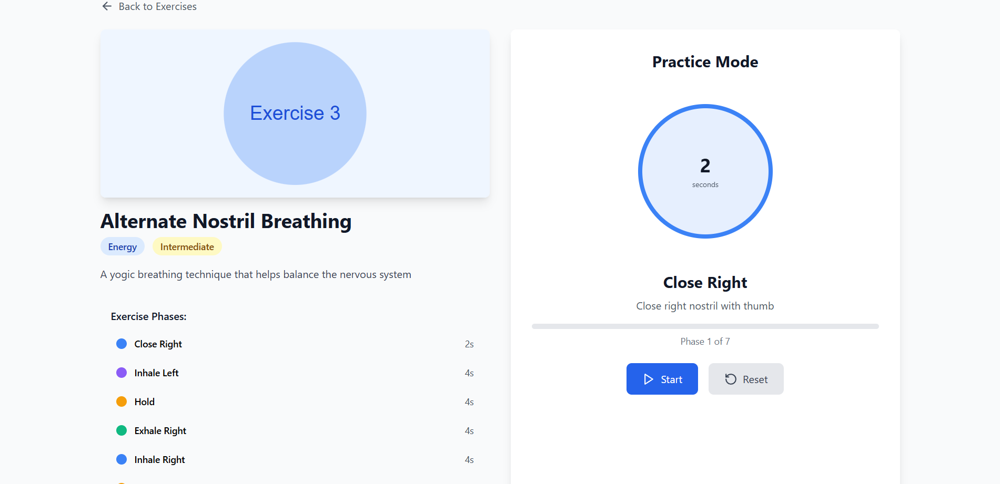 Back to Exercises
Exercise 3
Alternate Nostril Breathing
Energy Intermediate
A yogic breathing technique that helps balance the nervous system
Exercise Phases:
Close Right 2s
Inhale Left 4s
Hold 4s
Exhale Right 4s
Inhale Right 4s
Practice Mode
2
seconds
Close Right
Close right nostril with thumb
Phase 1 of 7
Start Reset